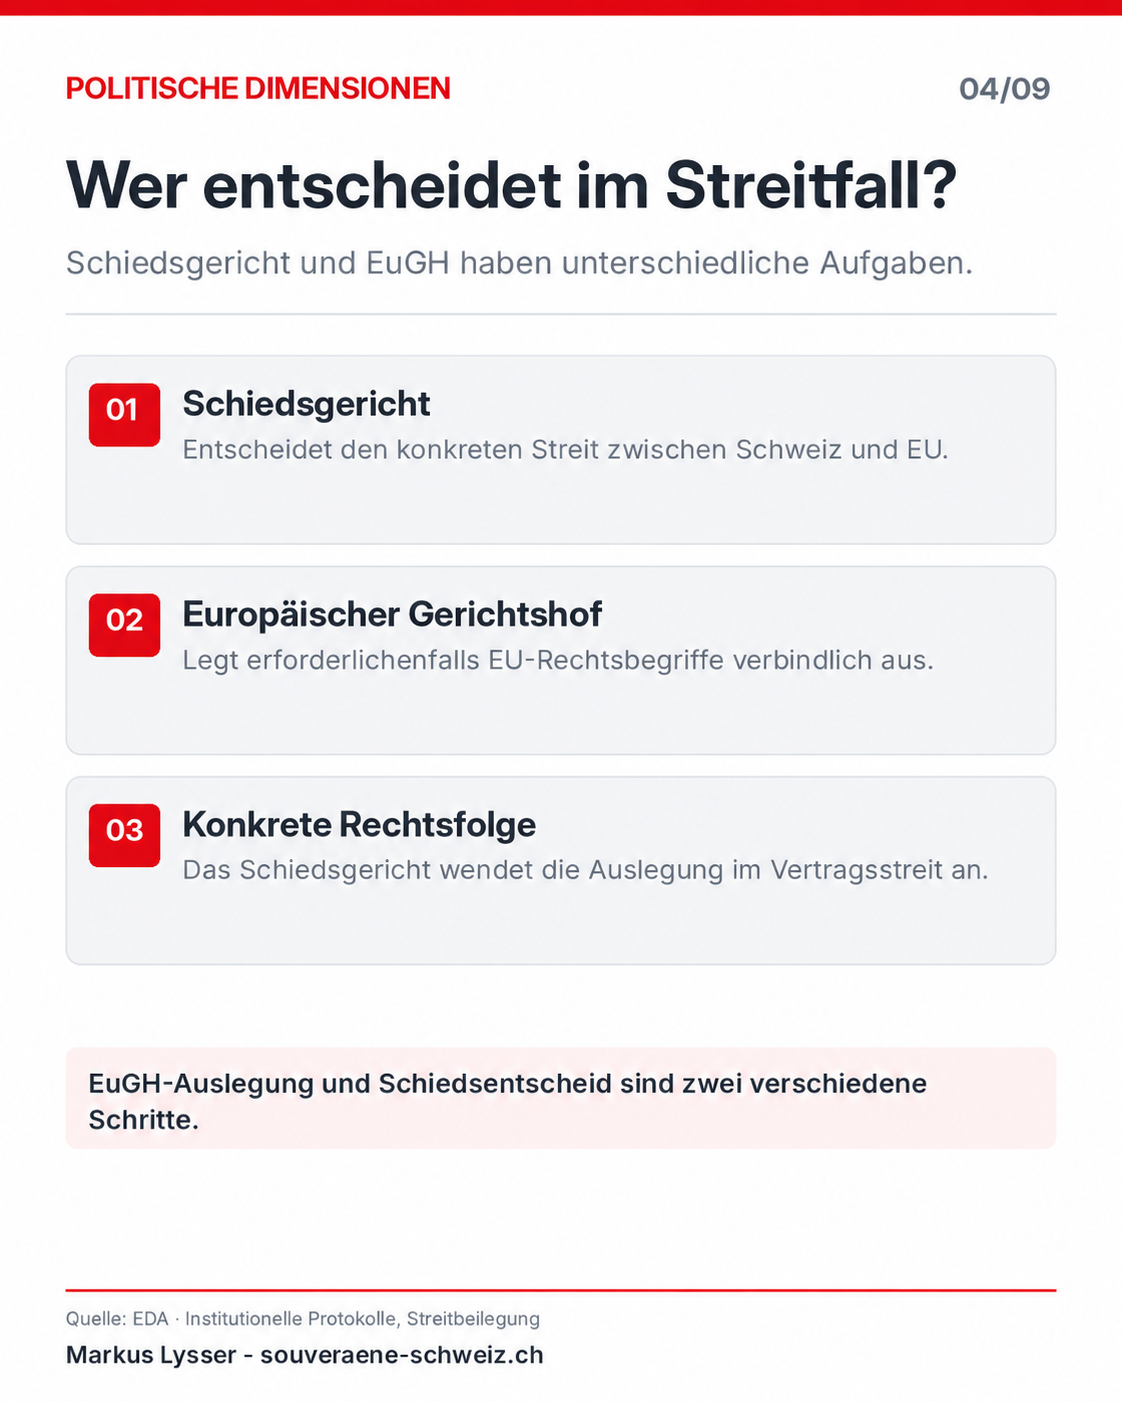 POLITISCHE DIMENSIONEN
04/09
Wer entscheidet im Streitfall?
Schiedsgericht und EuGH haben unterschiedliche Aufgaben.
01
Schiedsgericht
Entscheidet den konkreten Streit zwischen Schweiz und EU.
02
Europäischer Gerichtshof
Legt erforderlichenfalls EU-Rechtsbegriffe verbindlich aus.
03
Konkrete Rechtsfolge
Das Schiedsgericht wendet die Auslegung im Vertragsstreit an.
EuGH-Auslegung und Schiedsentscheid sind zwei verschiedene
Schritte.
Quelle: EDA · Institutionelle Protokolle, Streitbeilegung
Markus Lysser - souveraene-schweiz.ch